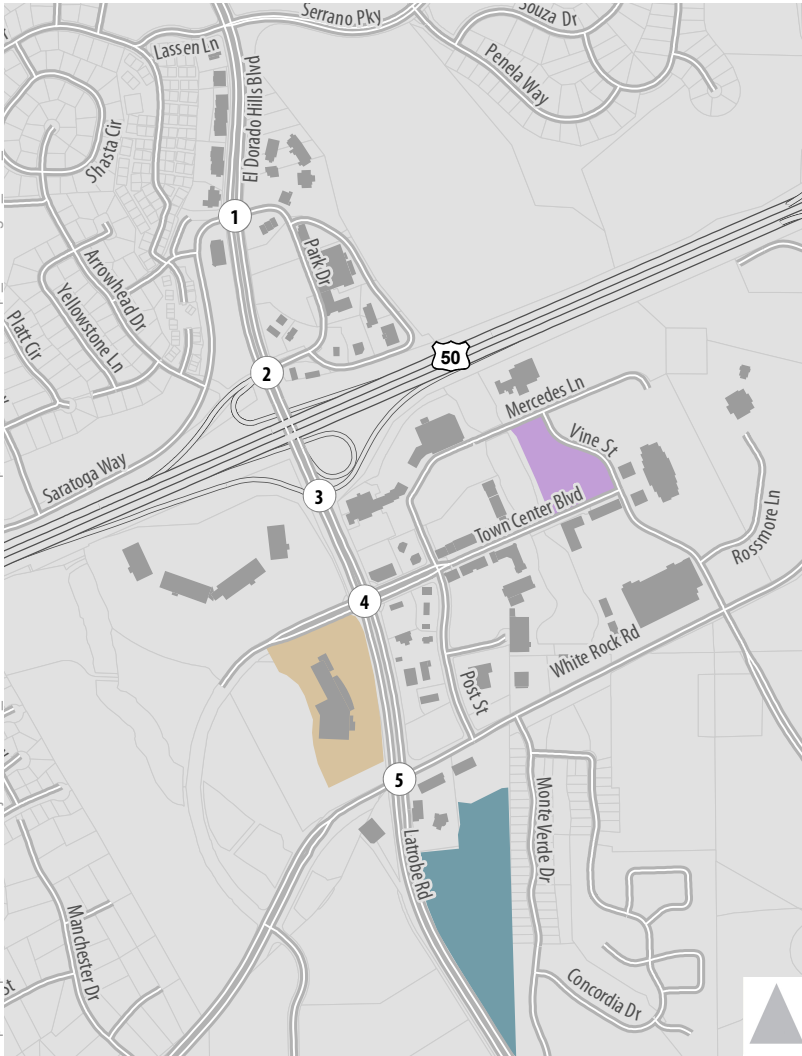 Serrano Pky
Souza Dr
Lassen Ln
Penela Way
El Dorado Hills Blvd
Shasta Cir
1
Park Dr
Arrowhead Dr
Yellowstone Ln
Platt Cir
2
50
Mercedes Ln
Vine St
Saratoga Way
3
Town Center Blvd
Rossmore Ln
4
White Rock Rd
Post St
5
Monte Verde Dr
Latrobe Rd
Manchester Dr
Concordia Dr
St